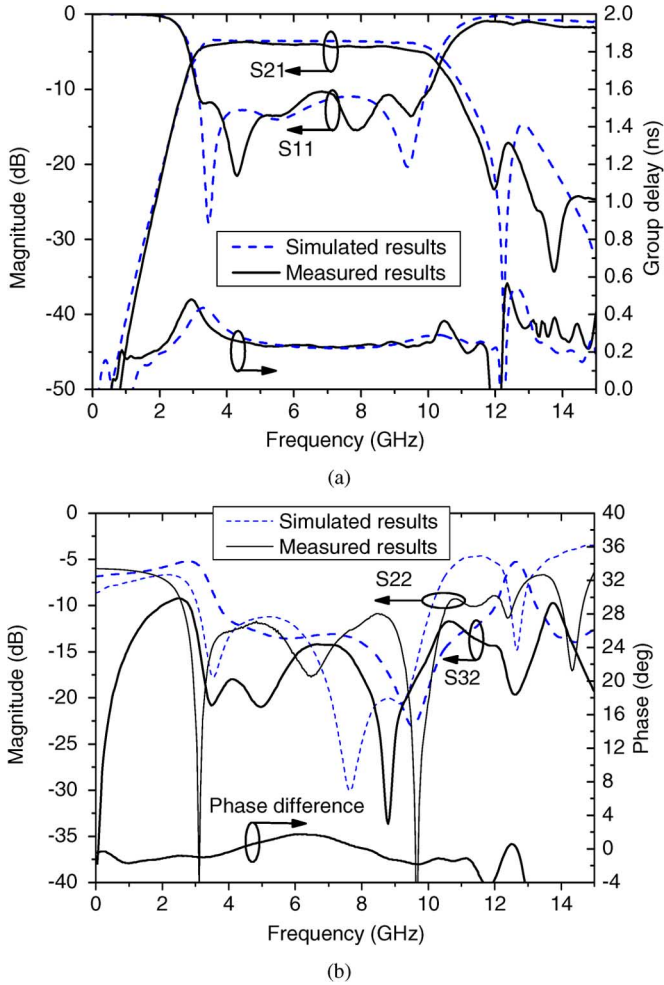 0
-10
-20
-30
-40
-50
Magnitude (dB)
2.0
1.8
1.6
1.4
1.2
1.0
0.8
0.6
0.4
0.2
0.0
Group delay (ns)
S21
S11
Simulated results
Measured results
0 2 4 6 8 10 12 14
Frequency (GHz)
(a)
0
-5
-10
-15
-20
-25
-30
-35
-40
Magnitude (dB)
40
36
32
28
24
20
16
12
8
4
0
-4
Phase (deg)
Simulated results
Measured results
S22
S32
Phase difference
0 2 4 6 8 10 12 14
Frequency (GHz)
(b)